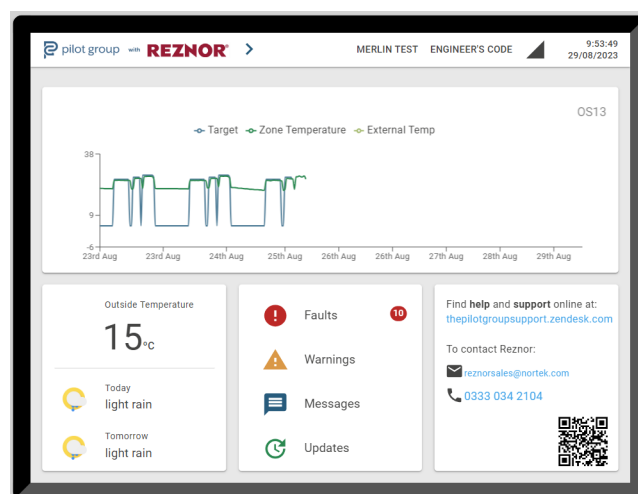 pilot group with REZNOR
MERLIN TEST ENGINEER'S CODE
9:53:49
29/08/2023
OS13
Target Zone Temperature External Temp
38
9
-6
23rd Aug 23rd Aug 24th Aug 25th Aug 26th Aug 26th Aug 27th Aug 28th Aug 29th Aug
Outside Temperature
15°C
Today
light rain
Tomorrow
light rain
Faults 10
Warnings
Messages
Updates
Find help and support online at:
thepilotgroupsupport.zendesk.com
To contact Reznor:
reznorsales@nortek.com
0333 034 2104